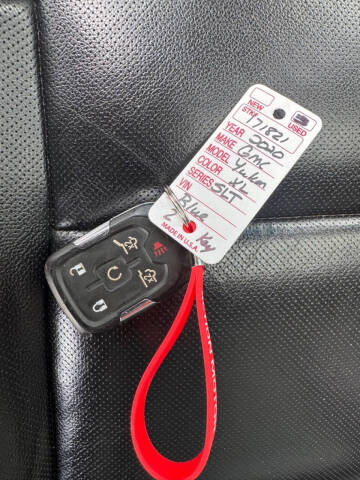 NEW
USED
STK# 171821
YEAR 2020
MAKE GMC
MODEL Yukon
COLOR XL
SERIES SLT
VIN
Blue
2 Key
MADE IN U.S.A.